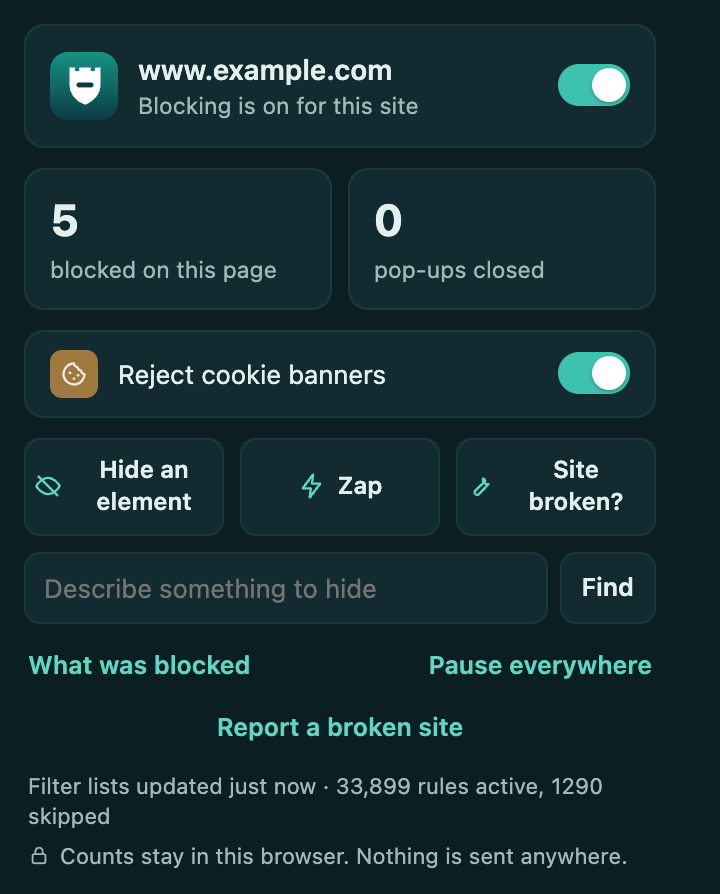 www.example.com
Blocking is on for this site
5
blocked on this page
0
pop-ups closed
Reject cookie banners
Hide an
element
Zap
Site
broken?
Describe something to hide
Find
What was blocked
Pause everywhere
Report a broken site
Filter lists updated just now · 33,899 rules active, 1290
skipped
Counts stay in this browser. Nothing is sent anywhere.